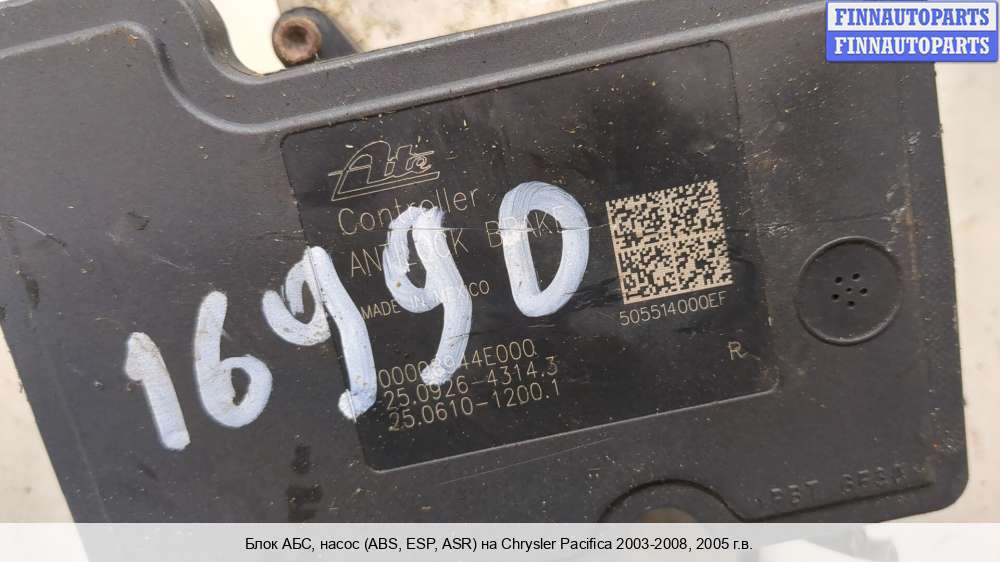 FINNAUTOPARTS
FINNAUTOPARTS
Ate
Controller
ANTILOCK BRAKE
MADE IN MEXICO
505514000EF
16990
25.0926-4314.3
25.0610-1200.1
R
Блок АБС, насос (ABS, ESP, ASR) на Chrysler Pacifica 2003-2008, 2005 г.в.